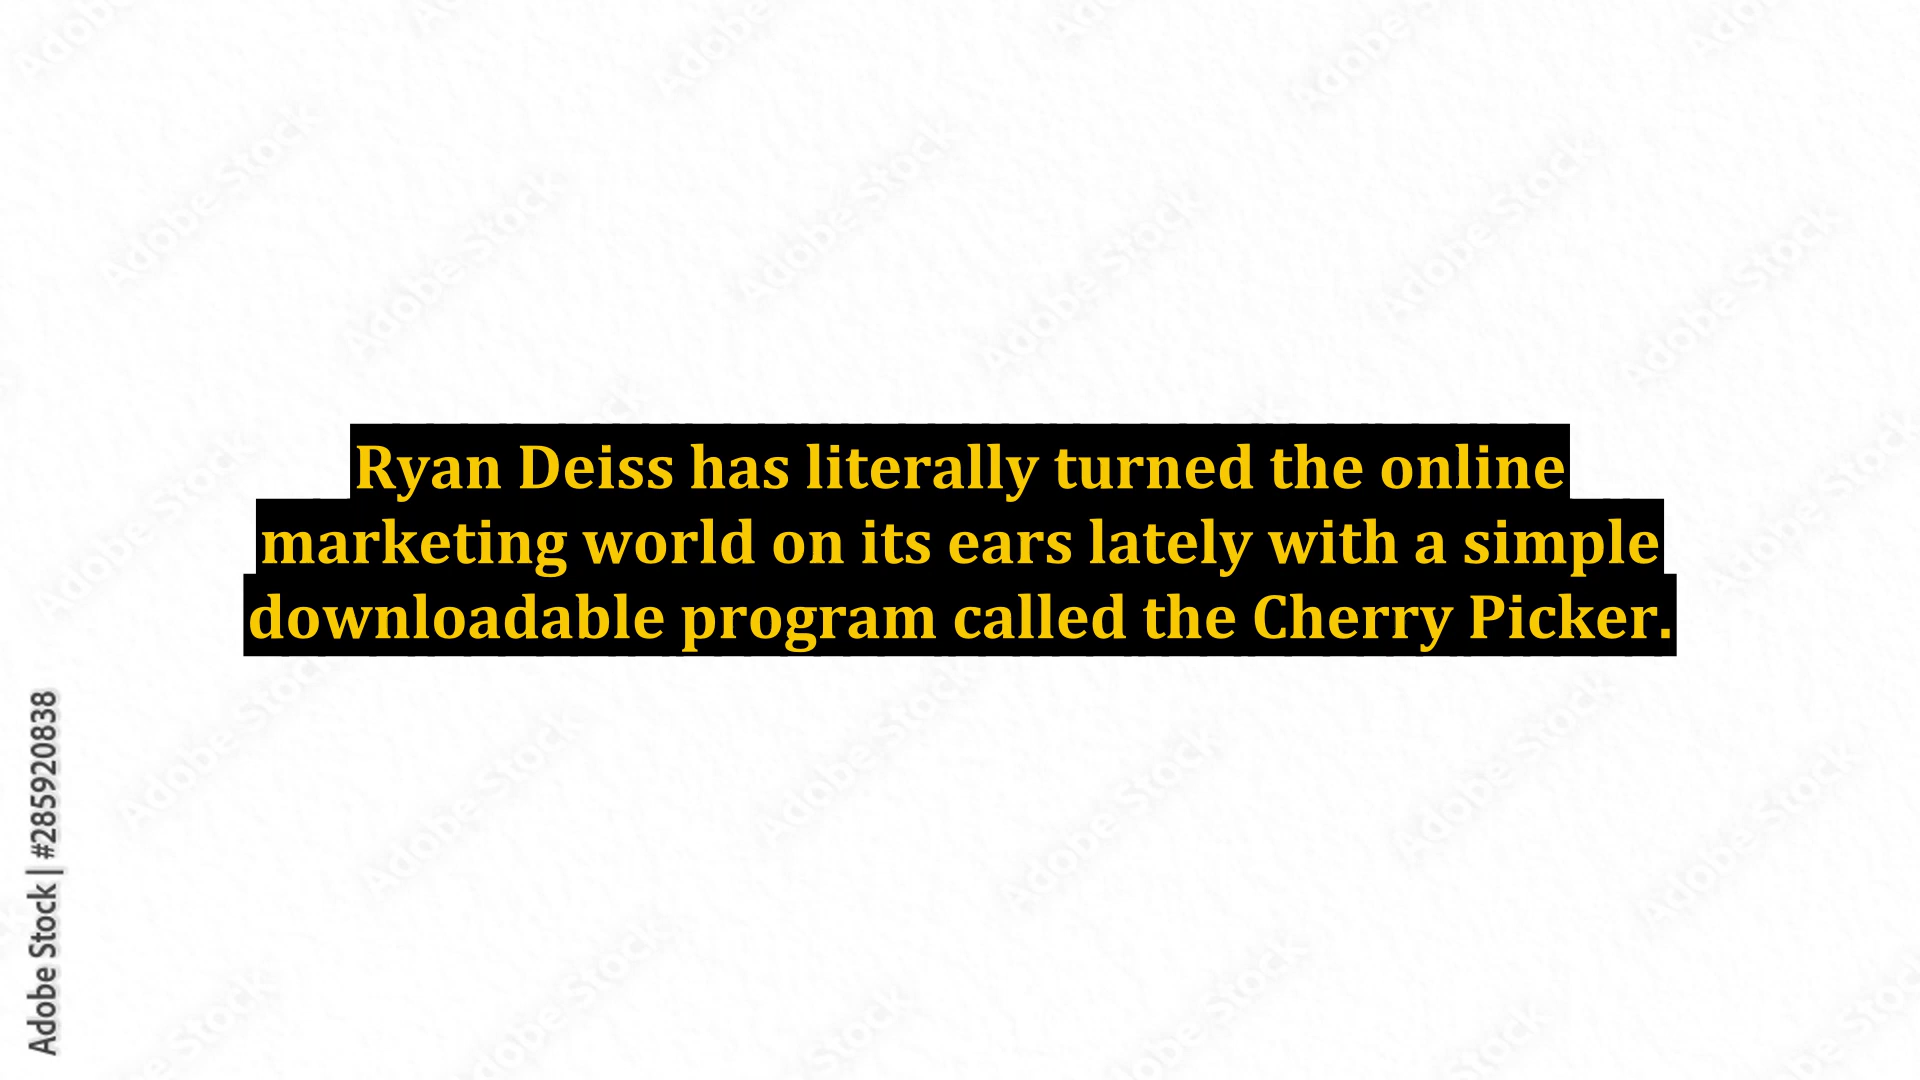 Ryan Deiss has literally turned the online
marketing world on its ears lately with a simple
downloadable program called the Cherry Picker.
Adobe Stock | #285920838